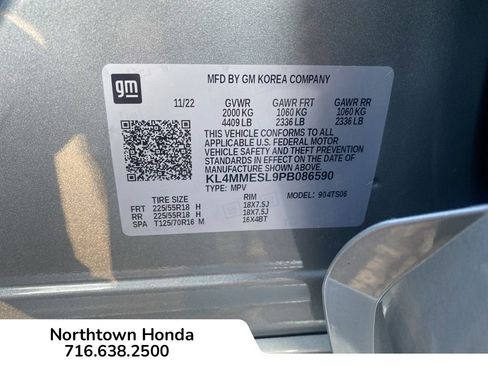 gm
MFD BY GM KOREA COMPANY
11/22 GVWR GAWR FRT GAWR RR
2000 KG 1060 KG 1060 KG
4409 LB 2336 LB 2336 LB
THIS VEHICLE CONFORMS TO ALL
APPLICABLE U.S. FEDERAL MOTOR
VEHICLE SAFETY AND THEFT PREVENTION
STANDARDS IN EFFECT ON THE DATE OF
MANUFACTURE SHOWN ABOVE.
KL4MMESL9PB086590
TYPE: MPV MODEL: 904TS06
TIRE SIZE RIM
FRT 225/55R18 H 18X7.5J
RR 225/55R18 H 18X7.5J
SPA T125/70R16 M 16X4BT
Northtown Honda
716.638.2500